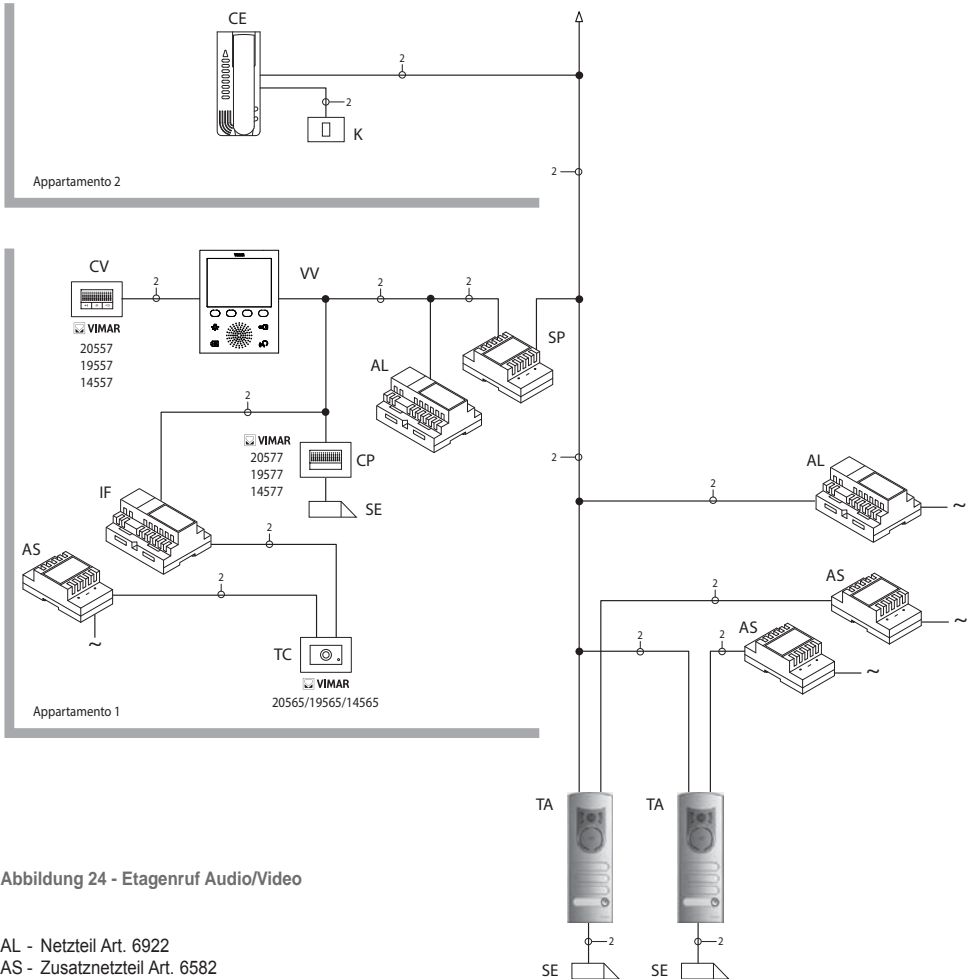 CE
2
2
K
2
Appartamento 2
CV
2
VV
2
2
SP
VIMAR
20557
19557
14557
AL
2
VIMAR
20577
19577
14577
CP
2
AL
2
~
IF
SE
2
AS
2
AS
2
~
AS
2
2
~
~
TC
VIMAR
20565/19565/14565
Appartamento 1
TA
TA
Abbildung 24 - Etagenruf Audio/Video
2
2
AL - Netzteil Art. 6922
AS - Zusatznetzteil Art. 6582
SE
SE